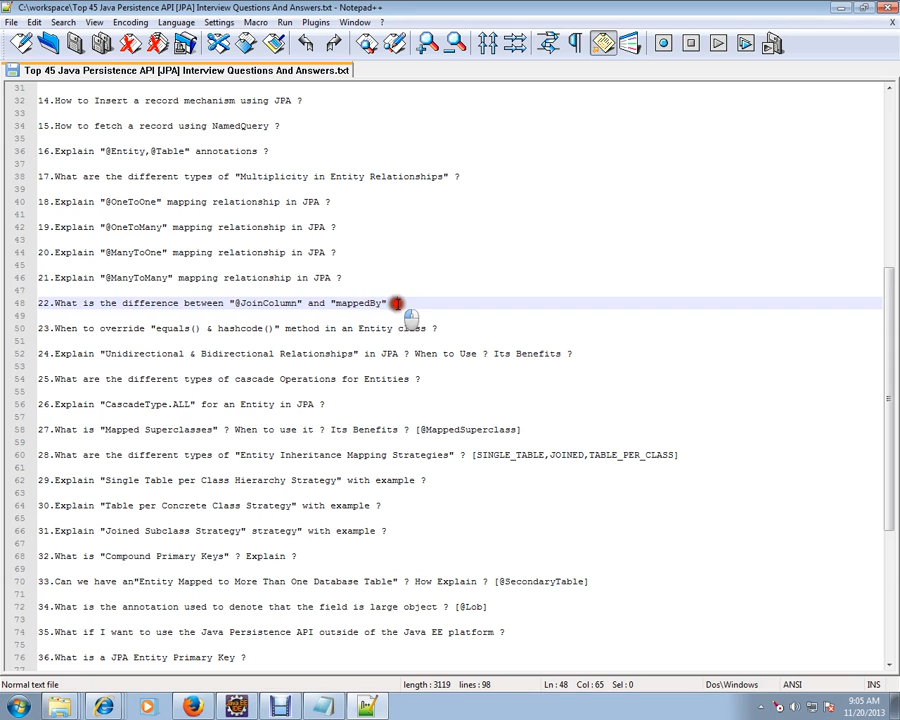 C:\workspace\Top 45 Java Persistence API [JPA] Interview Questions And Answers.txt - Notepad++
File Edit Search View Encoding Language Settings Macro Run Plugins Window ? X
Top 45 Java Persistence API [JPA] Interview Questions And Answers.txt
31
32 14.How to Insert a record mechanism using JPA ?
33
34 15.How to fetch a record using NamedQuery ?
35
36 16.Explain "@Entity,@Table" annotations ?
37
38 17.What are the different types of "Multiplicity in Entity Relationships" ?
39
40 18.Explain "@OneToOne" mapping relationship in JPA ?
41
42 19.Explain "@OneToMany" mapping relationship in JPA ?
43
44 20.Explain "@ManyToOne" mapping relationship in JPA ?
45
46 21.Explain "@ManyToMany" mapping relationship in JPA ?
47
48 22.What is the difference between "@JoinColumn" and "mappedBy"
49
50 23.When to override "equals() & hashcode()" method in an Entity class ?
51
52 24.Explain "Unidirectional & Bidirectional Relationships" in JPA ? When to Use ? Its Benefits ?
53
54 25.What are the different types of cascade Operations for Entities ?
55
56 26.Explain "CascadeType.ALL" for an Entity in JPA ?
57
58 27.What is "Mapped Superclasses" ? When to use it ? Its Benefits ? [@MappedSuperclass]
59
60 28.What are the different types of "Entity Inheritance Mapping Strategies" ? [SINGLE_TABLE,JOINED,TABLE_PER_CLASS]
61
62 29.Explain "Single Table per Class Hierarchy Strategy" with example ?
63
64 30.Explain "Table per Concrete Class Strategy" with example ?
65
66 31.Explain "Joined Subclass Strategy" strategy" with example ?
67
68 32.What is "Compound Primary Keys" ? Explain ?
69
70 33.Can we have an"Entity Mapped to More Than One Database Table" ? How Explain ? [@SecondaryTable]
71
72 34.What is the annotation used to denote that the field is large object ? [@Lob]
73
74 35.What if I want to use the Java Persistence API outside of the Java EE platform ?
75
76 36.What is a JPA Entity Primary Key ?
77
Normal text file length : 3119 lines : 98 Ln : 48 Col : 65 Sel : 0 Dos\Windows ANSI INS
9:05 AM
11/20/2013